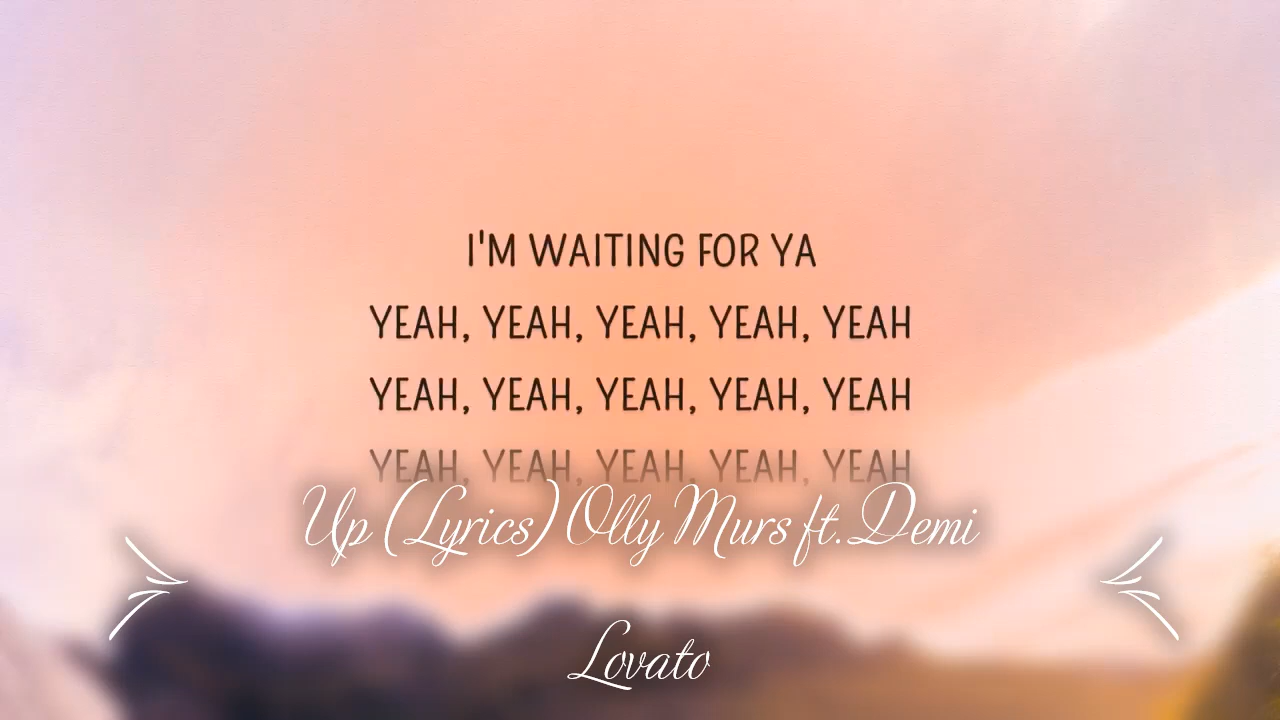 I'M WAITING FOR YA
YEAH, YEAH, YEAH, YEAH, YEAH
YEAH, YEAH, YEAH, YEAH, YEAH
YEAH, YEAH, YEAH, YEAH, YEAH
Up (Lyrics) Olly Murs ft. Demi
Lovato